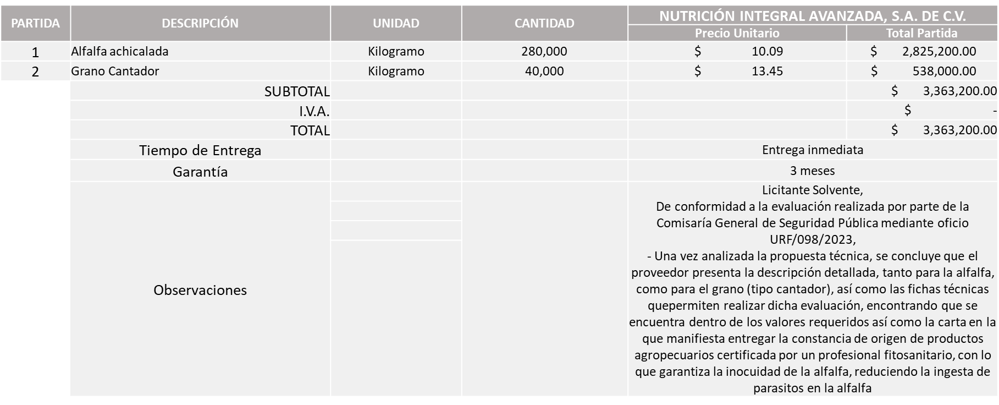 PARTIDA DESCRIPCIÓN UNIDAD CANTIDAD NUTRICIÓN INTEGRAL AVANZADA, S.A. DE C.V.
Precio Unitario Total Partida
1 Alfalfa achicalada Kilogramo 280,000 $ 10.09 $ 2,825,200.00
2 Grano Cantador Kilogramo 40,000 $ 13.45 $ 538,000.00
SUBTOTAL $ 3,363,200.00
I.V.A. $ -
TOTAL $ 3,363,200.00
Tiempo de Entrega Entrega inmediata
Garantía 3 meses
Observaciones
Licitante Solvente,
De conformidad a la evaluación realizada por parte de la
Comisaría General de Seguridad Pública mediante oficio
URF/098/2023,
- Una vez analizada la propuesta técnica, se concluye que el
proveedor presenta la descripción detallada, tanto para la alfalfa,
como para el grano (tipo cantador), así como las fichas técnicas
quepermiten realizar dicha evaluación, encontrando que se
encuentra dentro de los valores requeridos así como la carta en la
que manifiesta entregar la constancia de origen de productos
agropecuarios certificada por un profesional fitosanitario, con lo
que garantiza la inocuidad de la alfalfa, reduciendo la ingesta de
parasitos en la alfalfa